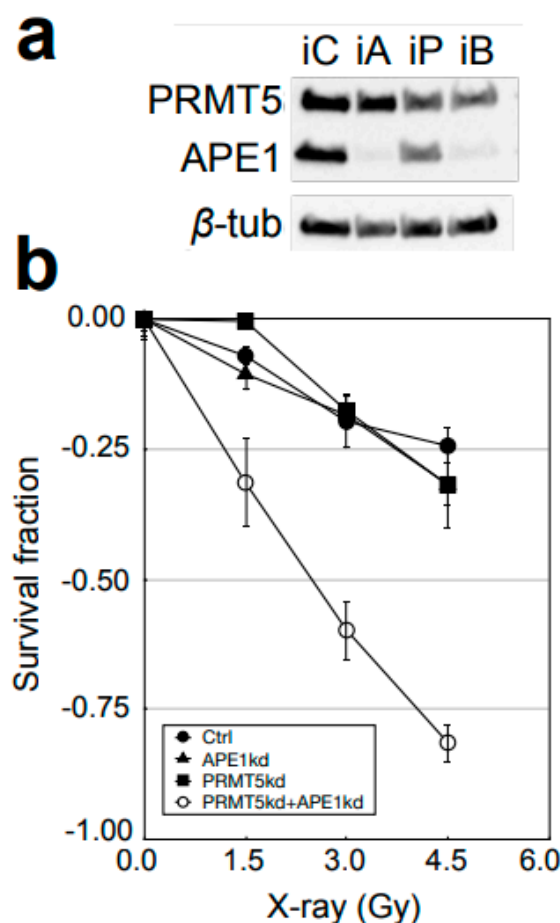 a
iC iA iP iB
PRMT5
APE1
β-tub
b
0.00
-0.25
-0.50
-0.75
-1.00
Survival fraction
Ctrl
APE1kd
PRMT5kd
PRMT5kd+APE1kd
0.0 1.5 3.0 4.5 6.0
X-ray (Gy)